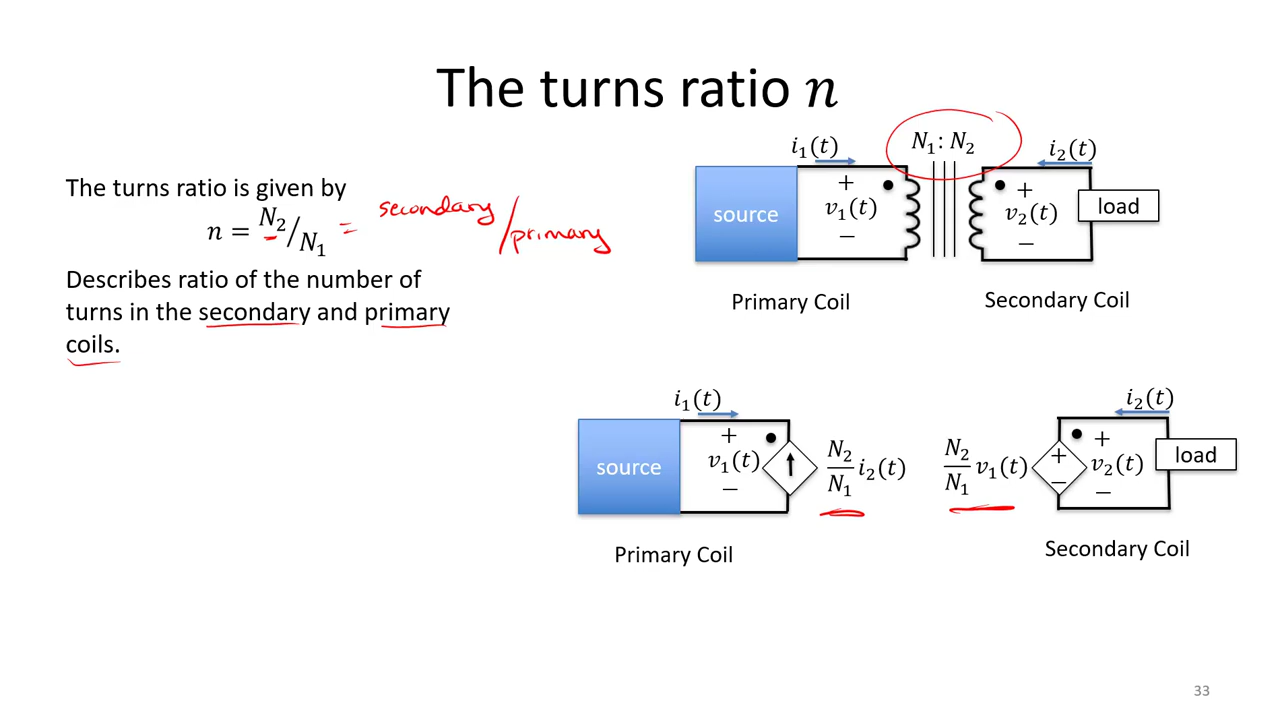 The turns ratio n
The turns ratio is given by
n = N₂/N₁ = secondary/primary
Describes ratio of the number of
turns in the secondary and primary
coils.
i₁(t) N₁: N₂ i₂(t)
source + v₁(t) − + v₂(t) − load
Primary Coil Secondary Coil
i₁(t) i₂(t)
source + v₁(t) − N₂/N₁ i₂(t) N₂/N₁ v₁(t) + − + v₂(t) − load
Primary Coil Secondary Coil
33